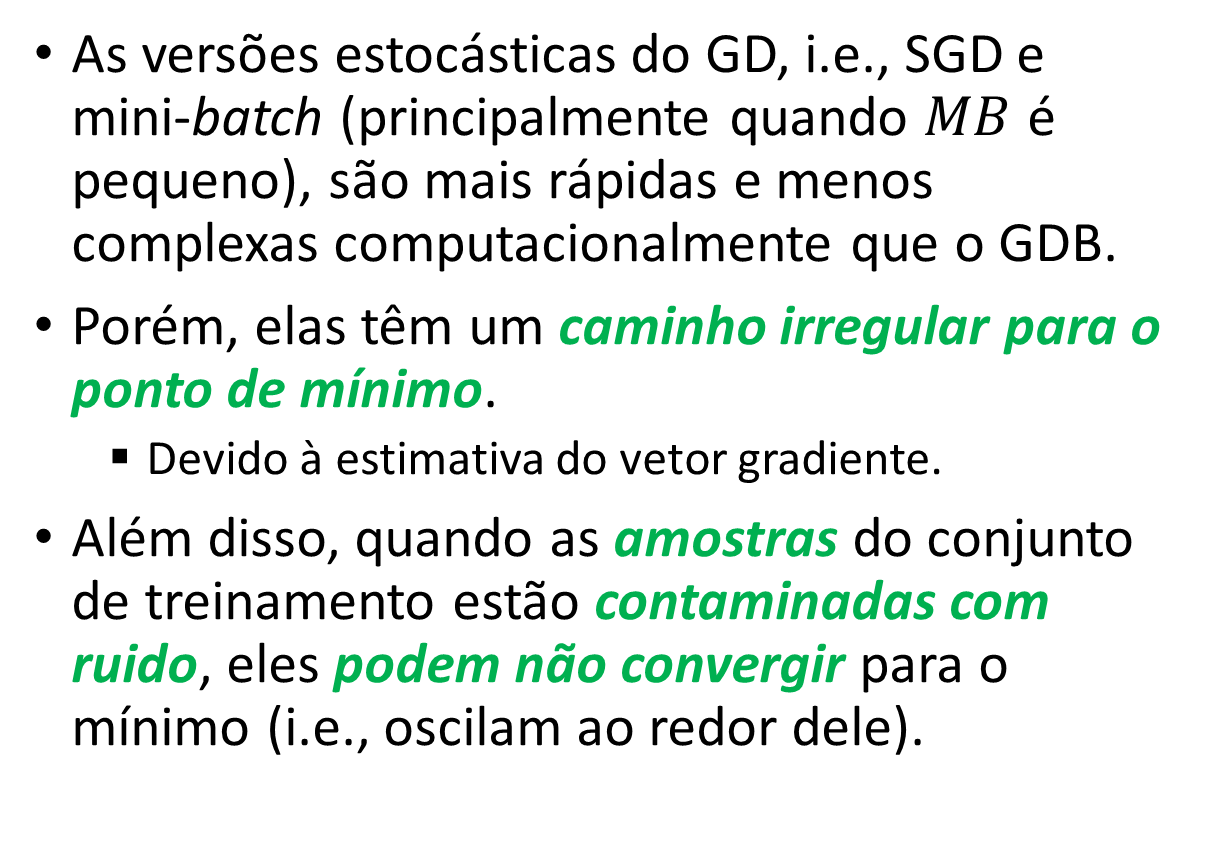 • As versões estocásticas do GD, i.e., SGD e
mini-batch (principalmente quando MB é
pequeno), são mais rápidas e menos
complexas computacionalmente que o GDB.
• Porém, elas têm um caminho irregular para o
ponto de mínimo.
▪ Devido à estimativa do vetor gradiente.
• Além disso, quando as amostras do conjunto
de treinamento estão contaminadas com
ruido, eles podem não convergir para o
mínimo (i.e., oscilam ao redor dele).